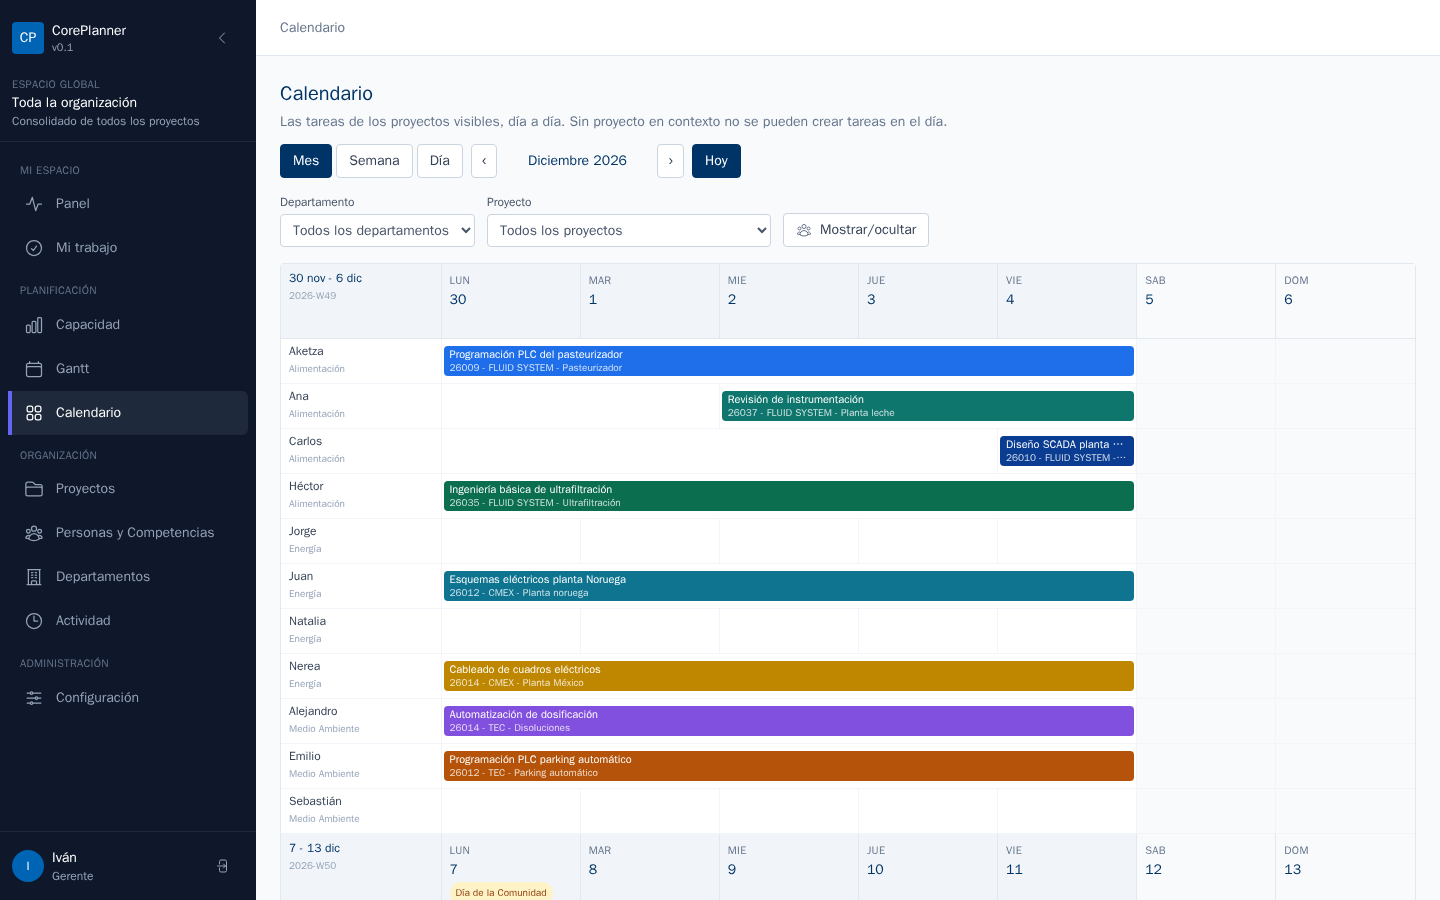 CP
CorePlanner
v0.1
ESPACIO GLOBAL
Toda la organización
Consolidado de todos los proyectos
MI ESPACIO
Panel
Mi trabajo
PLANIFICACIÓN
Capacidad
Gantt
Calendario
ORGANIZACIÓN
Proyectos
Personas y Competencias
Departamentos
Actividad
ADMINISTRACIÓN
Configuración
I
Iván
Gerente
Calendario
Calendario
Las tareas de los proyectos visibles, día a día. Sin proyecto en contexto no se pueden crear tareas en el día.
Mes Semana Día ‹ Diciembre 2026 › Hoy
Departamento Proyecto
Todos los departamentos Todos los proyectos Mostrar/ocultar
30 nov - 6 dic LUN MAR MIE JUE VIE SAB DOM
2026-W49 30 1 2 3 4 5 6
Aketza
Alimentación
Programación PLC del pasteurizador
26009 - FLUID SYSTEM - Pasteurizador
Ana
Alimentación
Revisión de instrumentación
26037 - FLUID SYSTEM - Planta leche
Carlos
Alimentación
Diseño SCADA planta ···
26010 - FLUID SYSTEM -···
Héctor
Alimentación
Ingeniería básica de ultrafiltración
26035 - FLUID SYSTEM - Ultrafiltración
Jorge
Energía
Juan
Energía
Esquemas eléctricos planta Noruega
26012 - CMEX - Planta noruega
Natalia
Energía
Nerea
Energía
Cableado de cuadros eléctricos
26014 - CMEX - Planta México
Alejandro
Medio Ambiente
Automatización de dosificación
26014 - TEC - Disoluciones
Emilio
Medio Ambiente
Programación PLC parking automático
26012 - TEC - Parking automático
Sebastián
Medio Ambiente
7 - 13 dic LUN MAR MIE JUE VIE SAB DOM
2026-W50 7 8 9 10 11 12 13
Día de la Comunidad